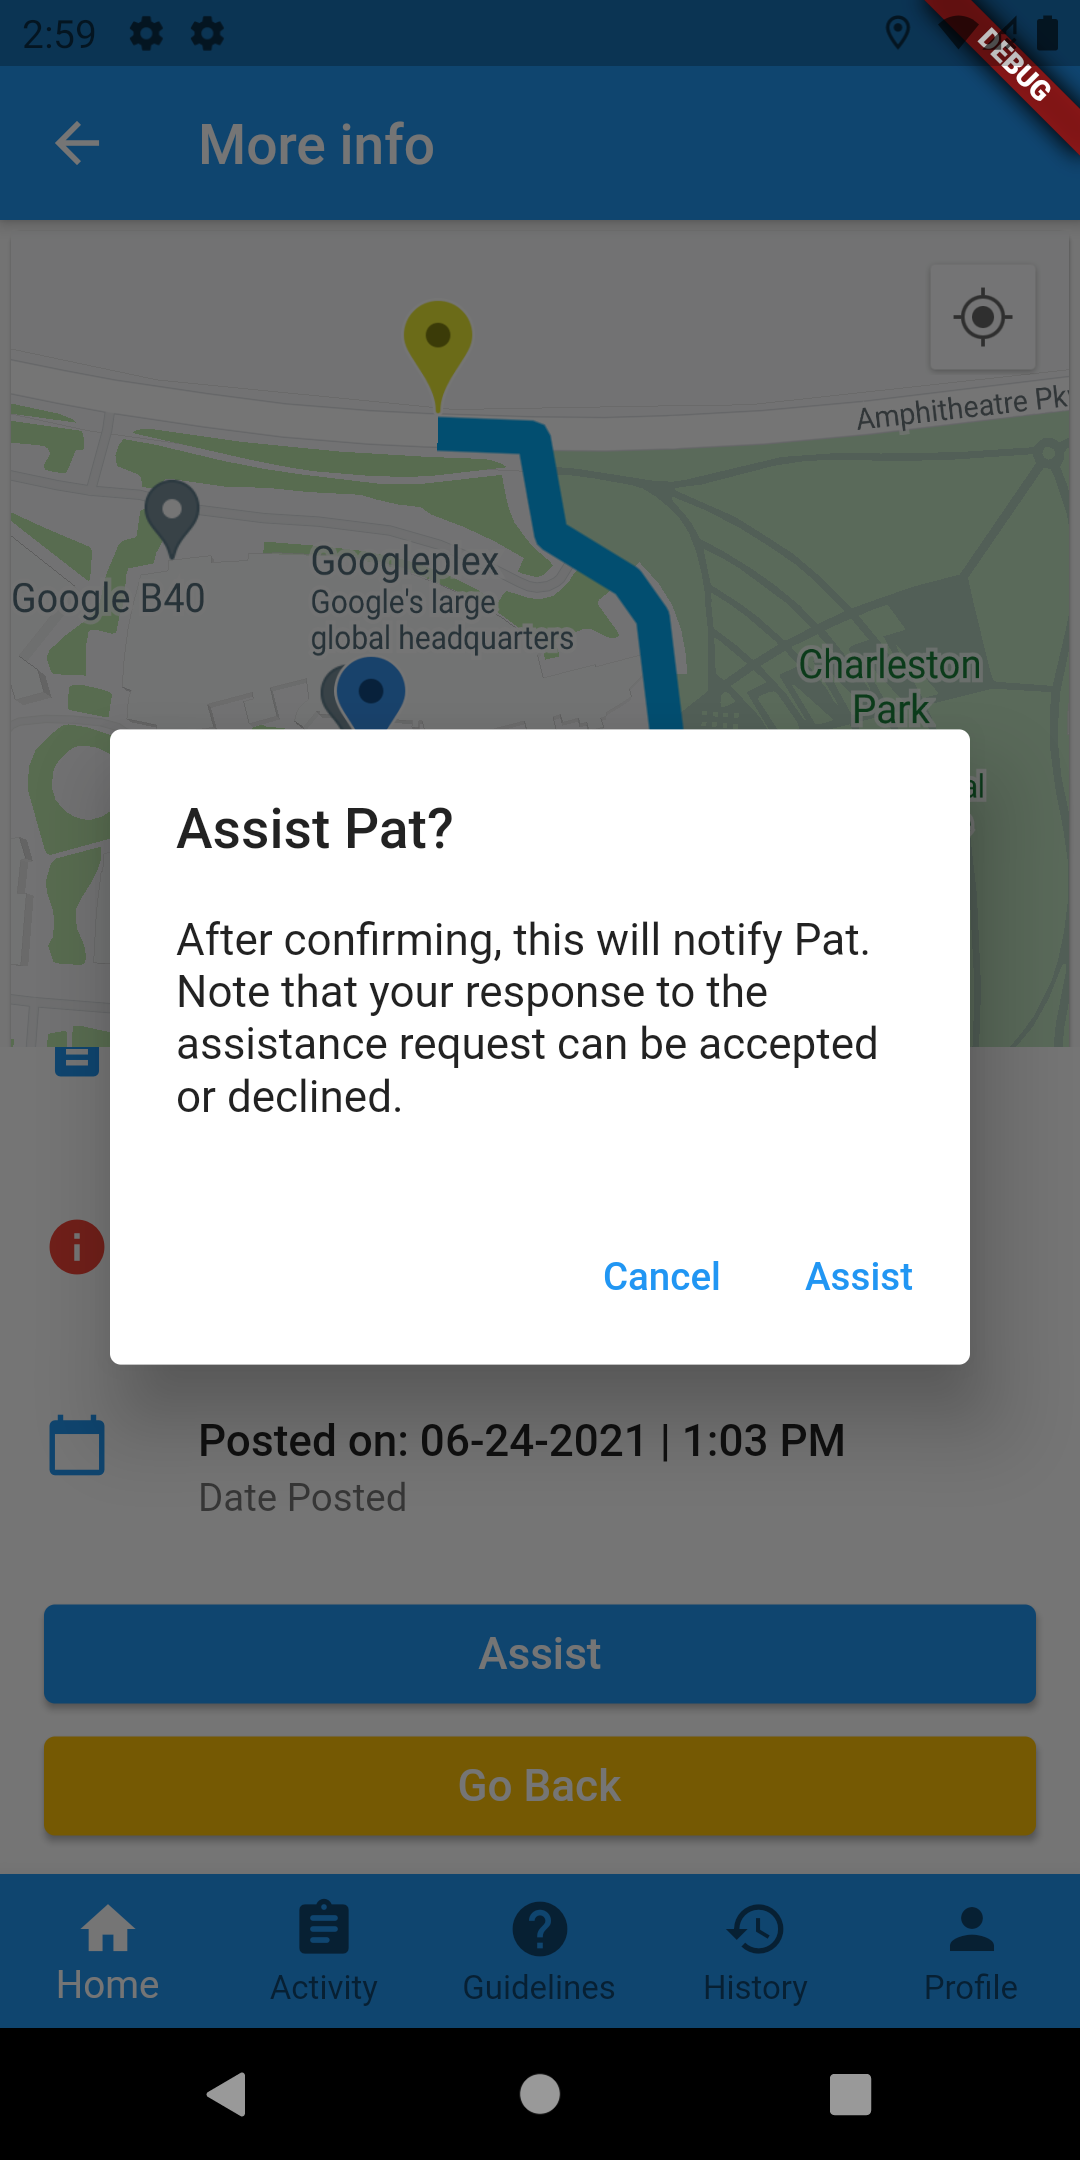 2:59
DEBUG
More info
Amphitheatre Pk
Googleplex
Google's large
global headquarters
Google B40
Charleston
Park
al
Assist Pat?
After confirming, this will notify Pat.
Note that your response to the
assistance request can be accepted
or declined.
Cancel
Assist
Posted on: 06-24-2021 | 1:03 PM
Date Posted
Assist
Go Back
Home
Activity
Guidelines
History
Profile